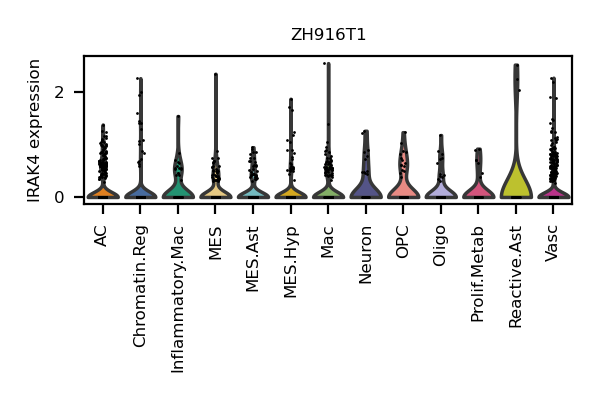 ZH916T1
IRAK4 expression
2
0
AC
Chromatin.Reg
Inflammatory.Mac
MES
MES.Ast
MES.Hyp
Mac
Neuron
OPC
Oligo
Prolif.Metab
Reactive.Ast
Vasc